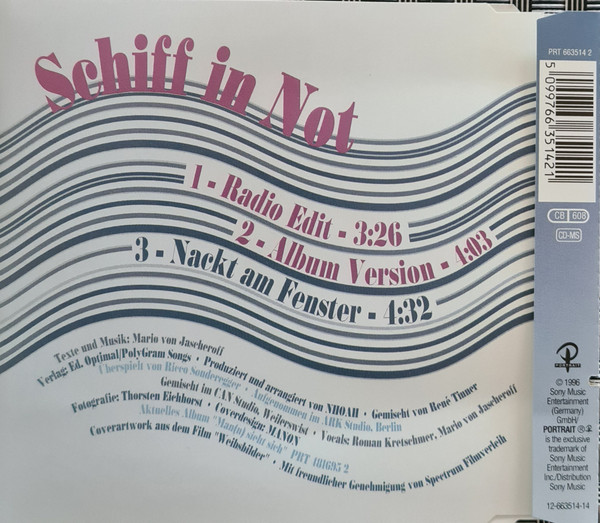 Schiff in Not
1 - Radio Edit - 3:26
2 - Album Version - 4:03
3 - Nackt am Fenster - 4:32
Texte und Musik: Mario von Jascheroff
Verlag: Ed. Optimal/PolyGram Songs • Produziert und arrangiert von NHOAH • Gemischt von René Tinner
Überspielt von Ricco Sonderegger • Aufgenommen im ARK Studio, Berlin
Gemischt im CAN Studio, Weilerswist • Vocals: Roman Kretschmer, Mario von Jascheroff
Fotografie: Thorsten Eichhorst • Coverdesign: MANON
Aktuelles Album "Man(n) sieht sich" PRT 481695 2
Coverartwork aus dem Film "Weibsbilder" • Mit freundlicher Genehmigung von Spectrum Filmverleih
PRT 663514 2
5099766351421
CB 608
CD-MS
PORTRAIT
© 1996
Sony Music
Entertainment
(Germany)
GmbH/
PORTRAIT ® ℗
is the exclusive
trademark of
Sony Music
Entertainment
Inc./Distribution
Sony Music
12-663514-14